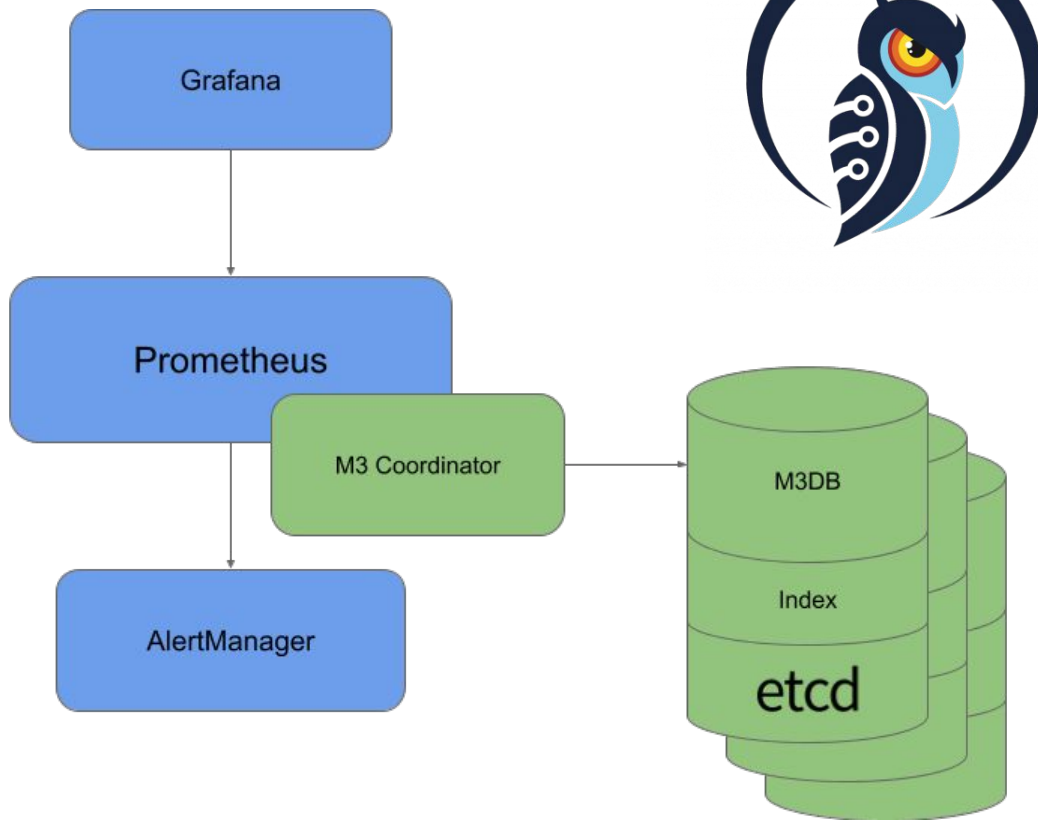 Grafana
Prometheus
M3 Coordinator
AlertManager
M3DB
Index
etcd